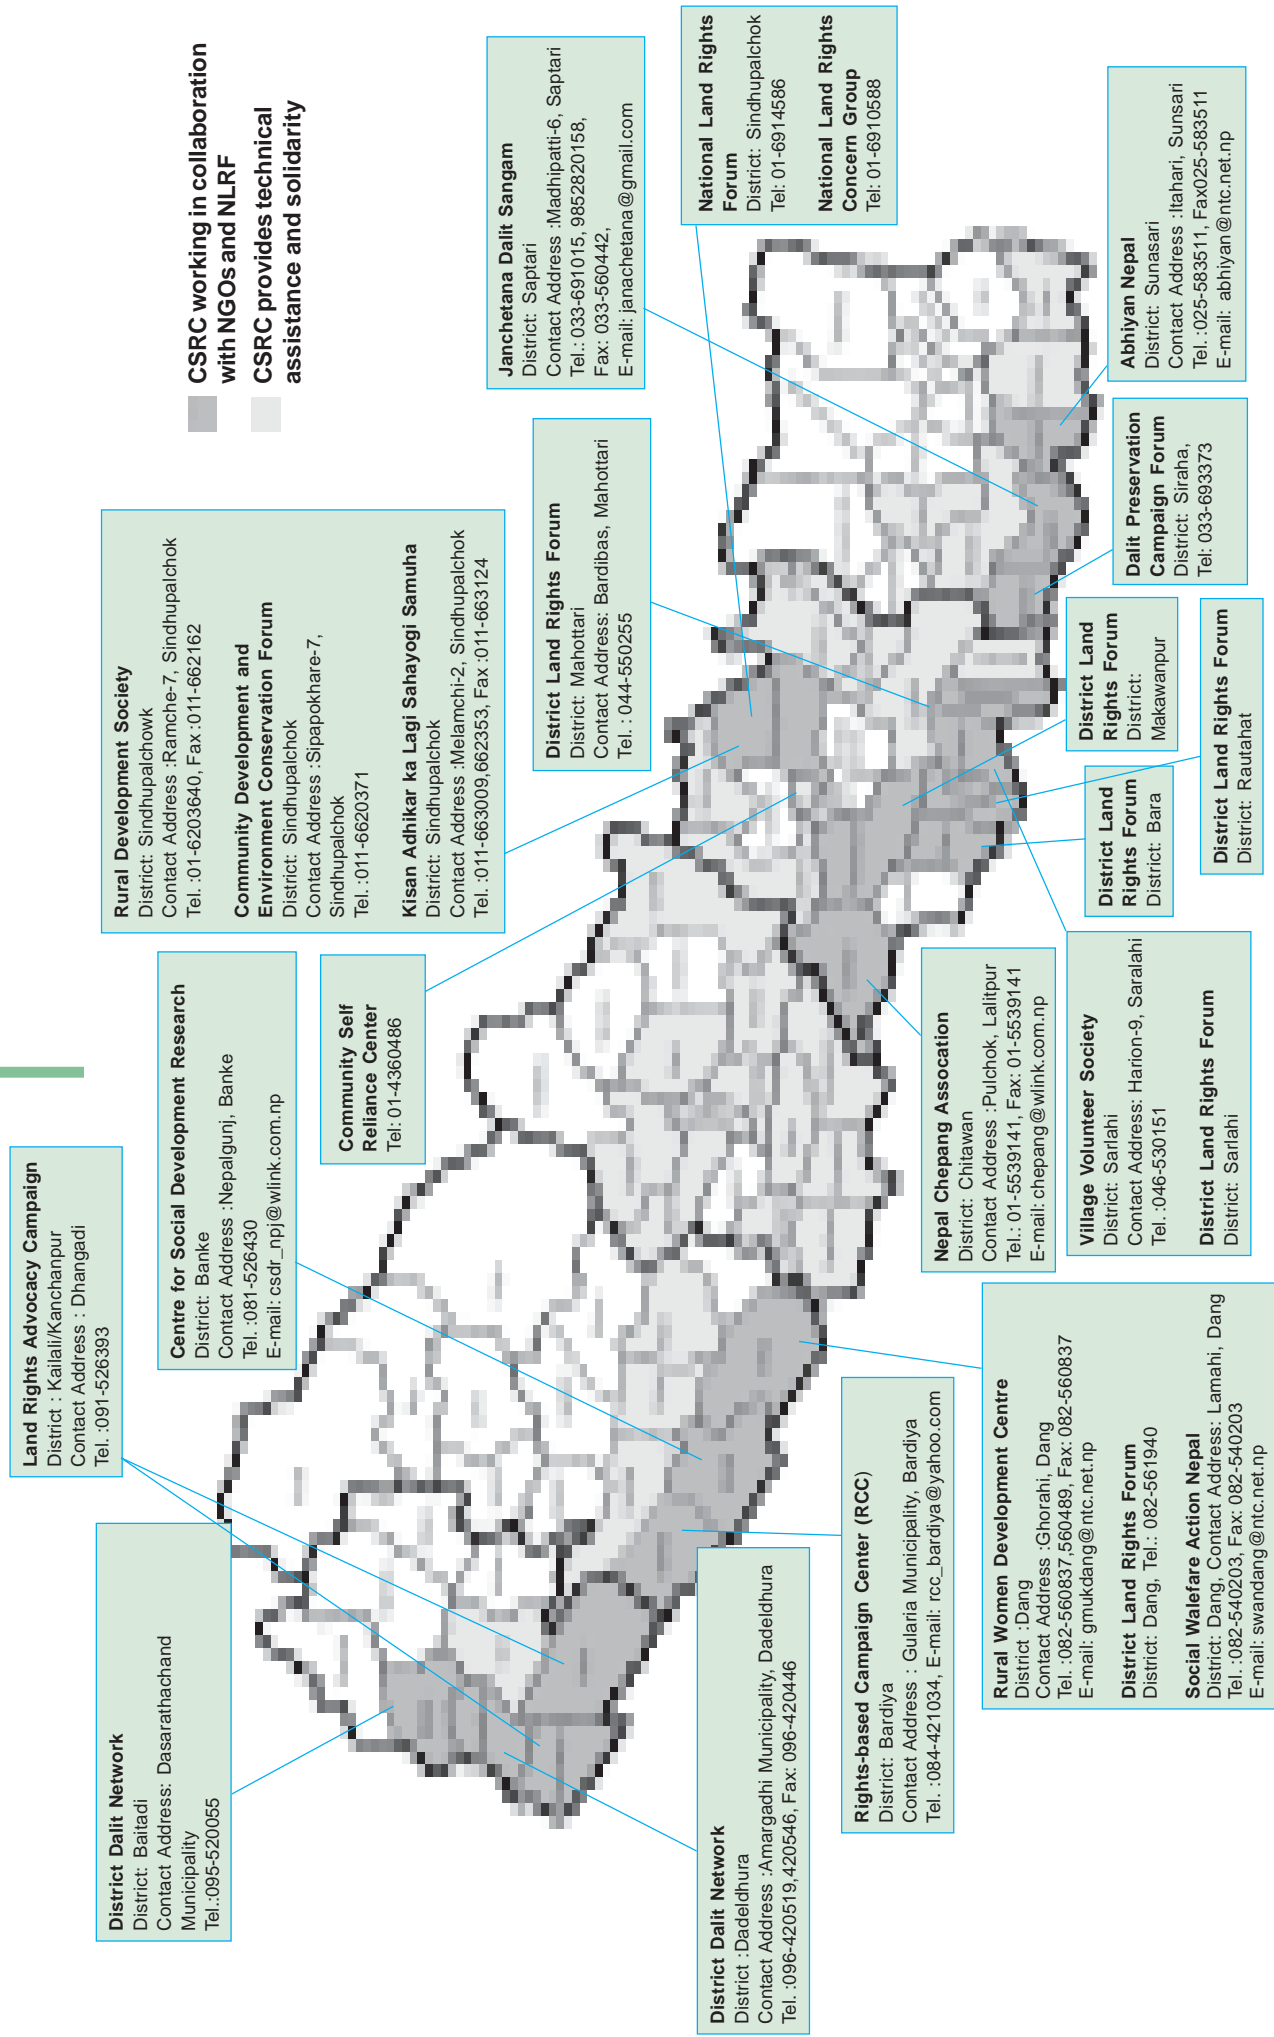 Land Rights Advocacy Campaign
District : Kailali/Kanchanpur
Contact Address : Dhangadi
Tel. :091-526393
District Dalit Network
District: Baitadi
Contact Address: Dasarathachand
Municipality
Tel.:095-520055
Centre for Social Development Research
District: Banke
Contact Address :Nepalgunj, Banke
Tel. :081-526430
E-mail: csdr_npj@wlink.com.np
Community Self
Reliance Center
Tel: 01-4360486
Rural Development Society
District: Sindhupalchowk
Contact Address :Ramche-7, Sindhupalchok
Tel. :01-6203640, Fax :011-662162
Community Development and
Environment Conservation Forum
District: Sindhupalchok
Contact Address :Sipapokhare-7,
Sindhupalchok
Tel. :011-6620371
Kisan Adhikar ka Lagi Sahayogi Samuha
District: Sindhupalchok
Contact Address :Melamchi-2, Sindhupalchok
Tel. :011-663009,662353, Fax :011-663124
CSRC working in collaboration
with NGOs and NLRF
CSRC provides technical
assistance and solidarity
District Land Rights Forum
District: Mahottari
Contact Address: Bardibas, Mahottari
Tel. : 044-550255
Janchetana Dalit Sangam
District: Saptari
Contact Address :Madhipatti-6, Saptari
Tel.: 033-691015, 9852820158,
Fax: 033-560442,
E-mail: janachetana@gmail.com
National Land Rights
Forum
District: Sindhupalchok
Tel: 01-6914586
National Land Rights
Concern Group
Tel: 01-6910588
District Dalit Network
District :Dadeldhura
Contact Address :Amargadhi Municipality, Dadeldhura
Tel. :096-420519,420546, Fax: 096-420446
Rights-based Campaign Center (RCC)
District: Bardiya
Contact Address : Gularia Municipality, Bardiya
Tel. :084-421034, E-mail: rcc_bardiya@yahoo.com
Rural Women Development Centre
District :Dang
Contact Address :Ghorahi, Dang
Tel. :082-560837,560489, Fax: 082-560837
E-mail: gmukdang@ntc.net.np
District Land Rights Forum
District: Dang, Tel.: 082-561940
Social Walefare Action Nepal
District: Dang, Contact Address: Lamahi, Dang
Tel. :082-540203, Fax: 082-540203
E-mail: swandang@ntc.net.np
Nepal Chepang Assocation
District: Chitawan
Contact Address :Pulchok, Lalitpur
Tel.: 01-5539141, Fax: 01-5539141
E-mail: chepang@wlink.com.np
Village Volunteer Society
District: Sarlahi
Contact Address: Harion-9, Saralahi
Tel. :046-530151
District Land Rights Forum
District: Sarlahi
District Land
Rights Forum
District: Bara
District Land Rights Forum
District: Rautahat
District Land
Rights Forum
District:
Makawanpur
Dalit Preservation
Campaign Forum
District: Siraha,
Tel: 033-693373
Abhiyan Nepal
District: Sunasari
Contact Address :Itahari, Sunsari
Tel. :025-583511, Fax025-583511
E-mail: abhiyan@ntc.net.np